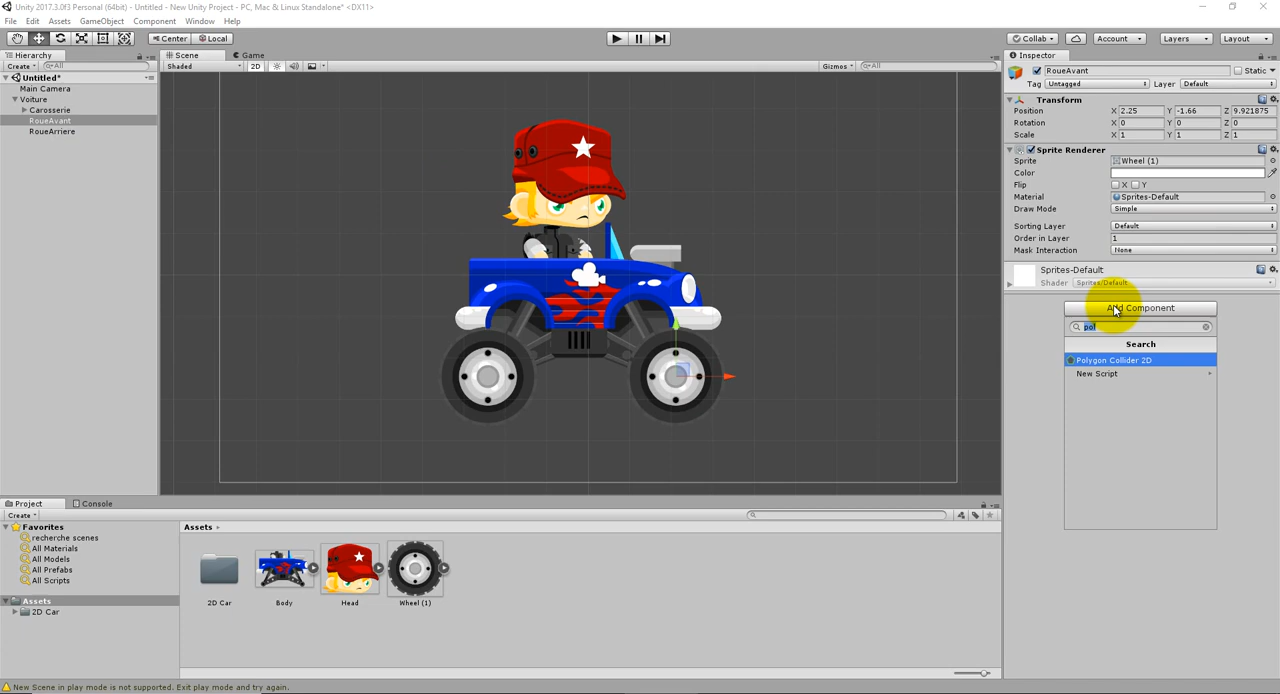 Unity 2017.3.0f3 Personal (64bit) - Untitled - New Unity Project - PC, Mac & Linux Standalone* <DX11>
File Edit Assets GameObject Component Window Help
Center Local Collab Account Layers Layout
Hierarchy Scene Game Inspector
Create All Shaded 2D Gizmos All RoueAvant Static
Untitled* Tag Untagged Layer Default
Main Camera
Voiture Transform
Carosserie Position X 2.25 Y -1.66 Z 9.921875
RoueAvant Rotation X 0 Y 0 Z 0
RoueArriere Scale X 1 Y 1 Z 1
Sprite Renderer
Sprite Wheel (1)
Color
Flip X Y
Material Sprites-Default
Draw Mode Simple
Sorting Layer Default
Order in Layer 1
Mask Interaction None
Sprites-Default
Shader Sprites/Default
Add Component
pol
Search
Polygon Collider 2D
New Script
Project Console
Create
Favorites Assets
recherche scenes
All Materials
All Models
All Prefabs
All Scripts
Assets 2D Car Body Head Wheel (1)
2D Car
New Scene in play mode is not supported. Exit play mode and try again.